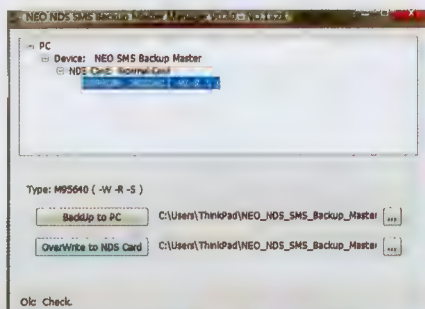 NEO NDS SMS Backup Master Manager
PC
Device: NEO SMS Backup Master
NDS Card: Normal Card
Type: M95640 ( -W -R -S )
BackUp to PC
C:\Users\ThinkPad\NEO_NDS_SMS_Backup_Master
...
OverWrite to NDS Card
C:\Users\ThinkPad\NEO_NDS_SMS_Backup_Master
...
Ok: Check.